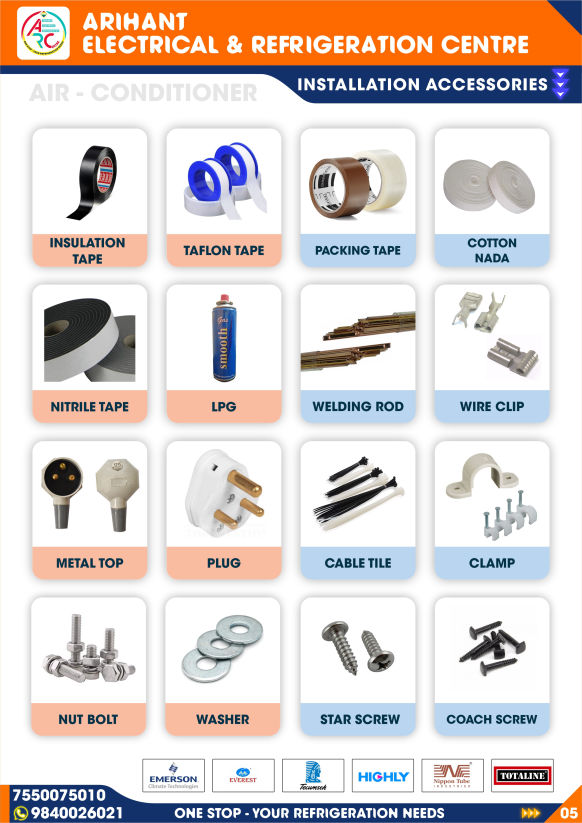 ARC
ARIHANT
ELECTRICAL & REFRIGERATION CENTRE
AIR - CONDITIONER
INSTALLATION ACCESSORIES
INSULATION
TAPE
TAFLON TAPE
PACKING TAPE
COTTON
NADA
NITRILE TAPE
Gas
smooth
LPG
WELDING ROD
WIRE CLIP
METAL TOP
PLUG
CABLE TILE
CLAMP
NUT BOLT
WASHER
STAR SCREW
COACH SCREW
EMERSON
Climate Technologies
EVEREST
Tecumseh
HIGHLY
Nippon Tube
INDUSTRIES
TOTALINE
7550075010
9840026021
ONE STOP - YOUR REFRIGERATION NEEDS
05